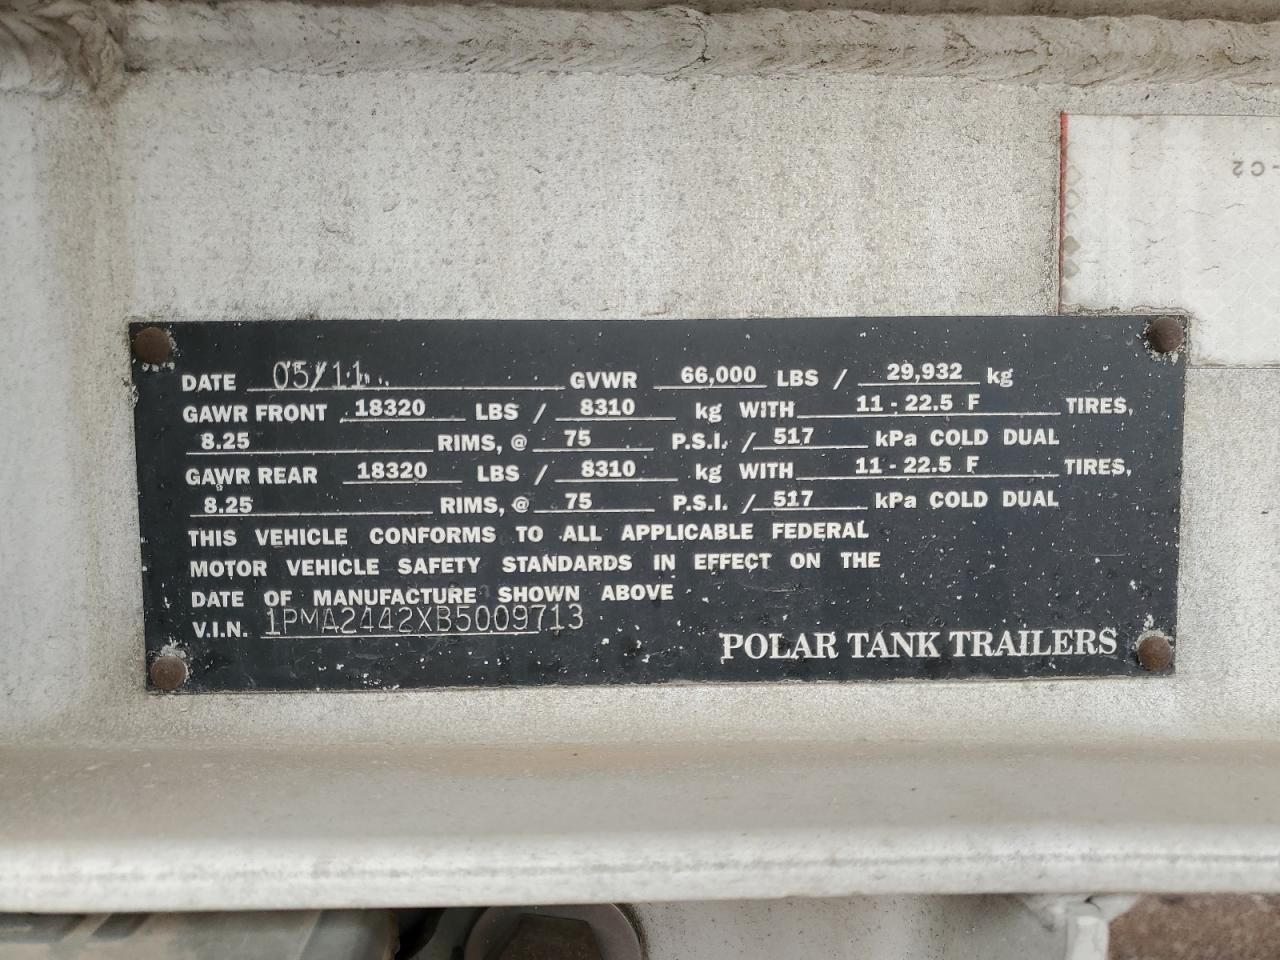 -C2
DATE 05/11 GVWR 66,000 LBS / 29,932 kg
GAWR FRONT 18320 LBS / 8310 kg WITH 11 - 22.5 F TIRES,
8.25 RIMS, @ 75 P.S.I. / 517 kPa COLD DUAL
GAWR REAR 18320 LBS / 8310 kg WITH 11 - 22.5 F TIRES,
8.25 RIMS, @ 75 P.S.I. / 517 kPa COLD DUAL
THIS VEHICLE CONFORMS TO ALL APPLICABLE FEDERAL
MOTOR VEHICLE SAFETY STANDARDS IN EFFECT ON THE
DATE OF MANUFACTURE SHOWN ABOVE
V.I.N. 1PMA2442XB5009713
POLAR TANK TRAILERS